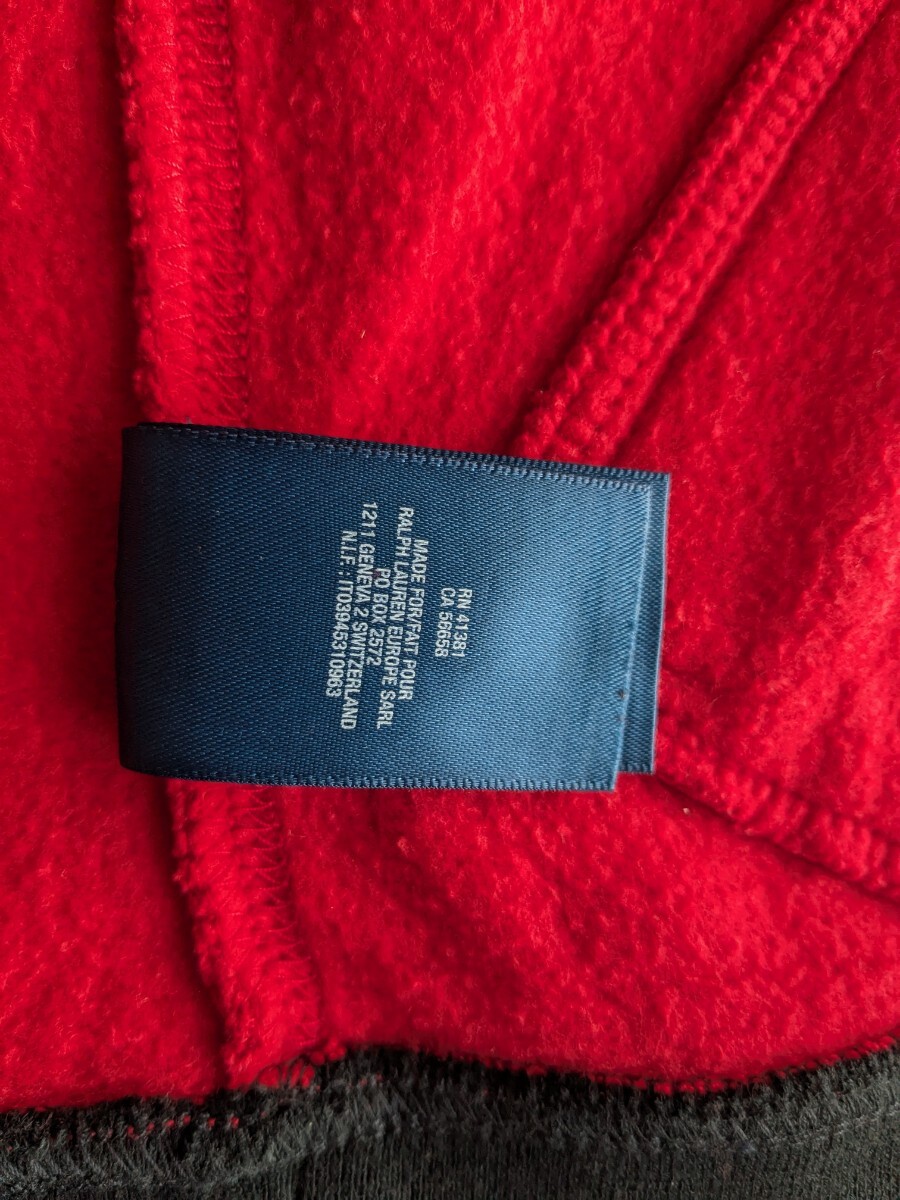 RN 41381
CA 56658
MADE FOR/FAIT POUR
RALPH LAUREN EUROPE SARL
PO BOX 2572
1211 GENEVA 2 SWITZERLAND
N.I.F.: IT03945310963